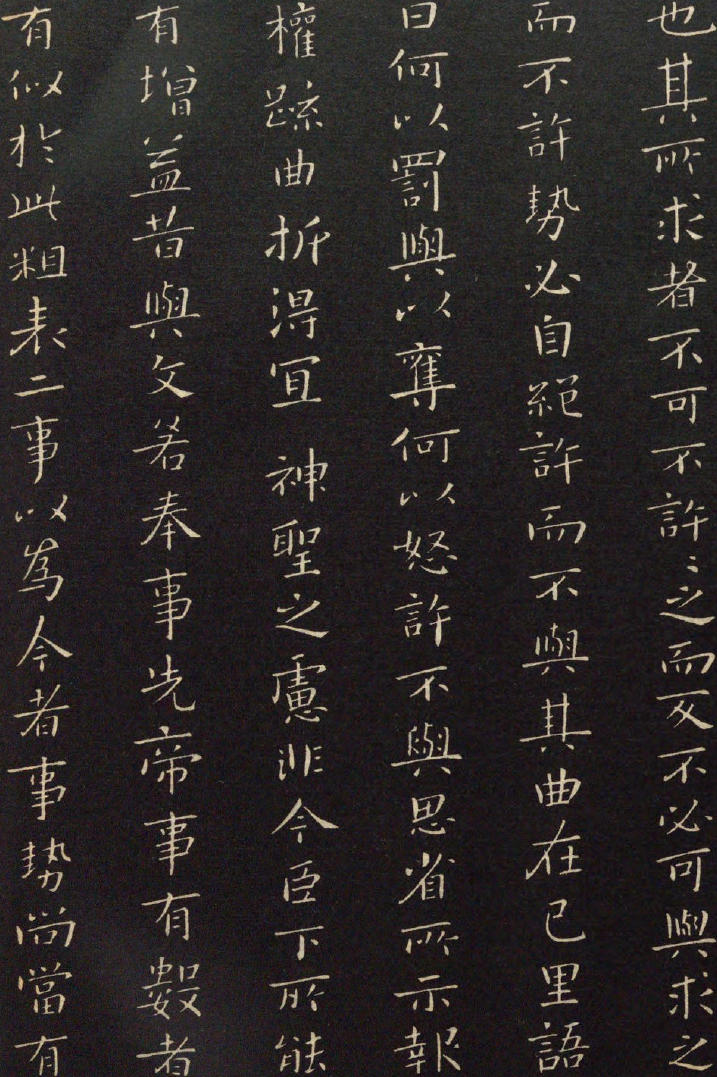 也其所求者不可不許許之而反不必可與求之
而不許勢必自絕許而不與其曲在己里語
曰何以罰與以奪何以怒許不與思省所示報
權疎曲折得宜神聖之慮非今臣下所能
有增益昔與文若奉事先帝事有數者
有似於此粗表二事以為今者事勢尚當有